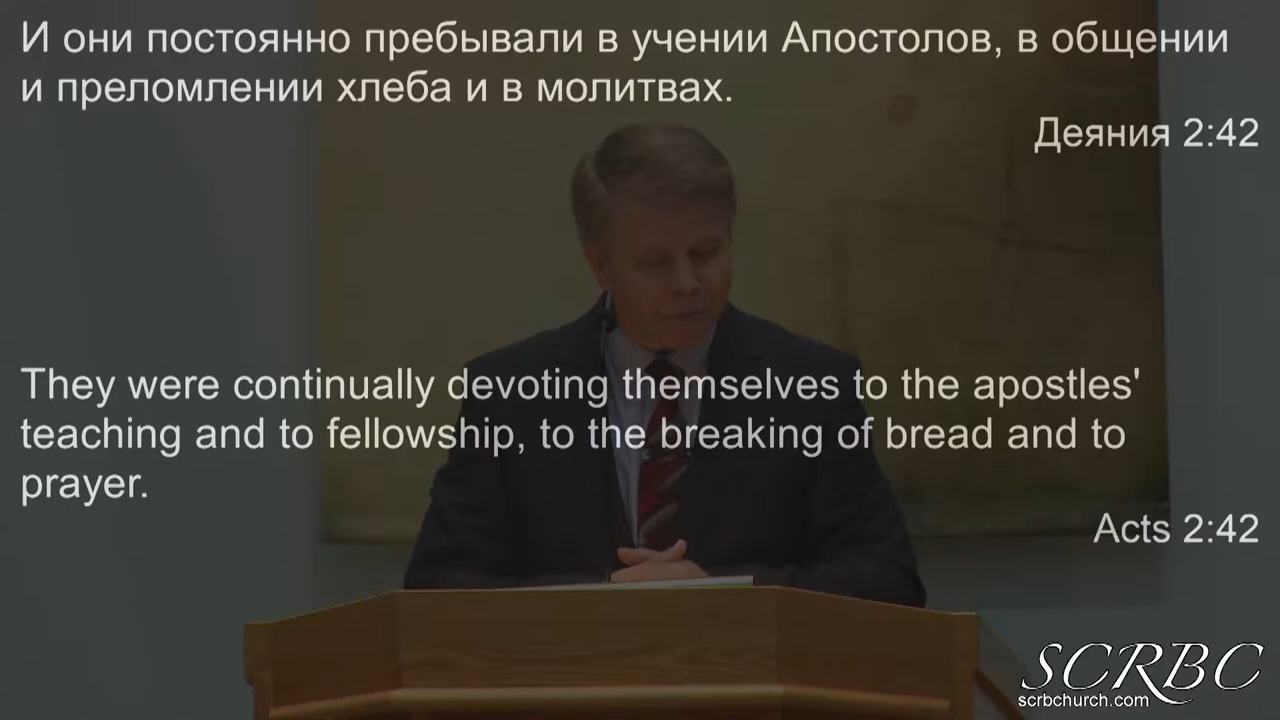 И они постоянно пребывали в учении Апостолов, в общении
и преломлении хлеба и в молитвах.
Деяния 2:42
They were continually devoting themselves to the apostles'
teaching and to fellowship, to the breaking of bread and to
prayer.
Acts 2:42
SCRBC
scrbchurch.com